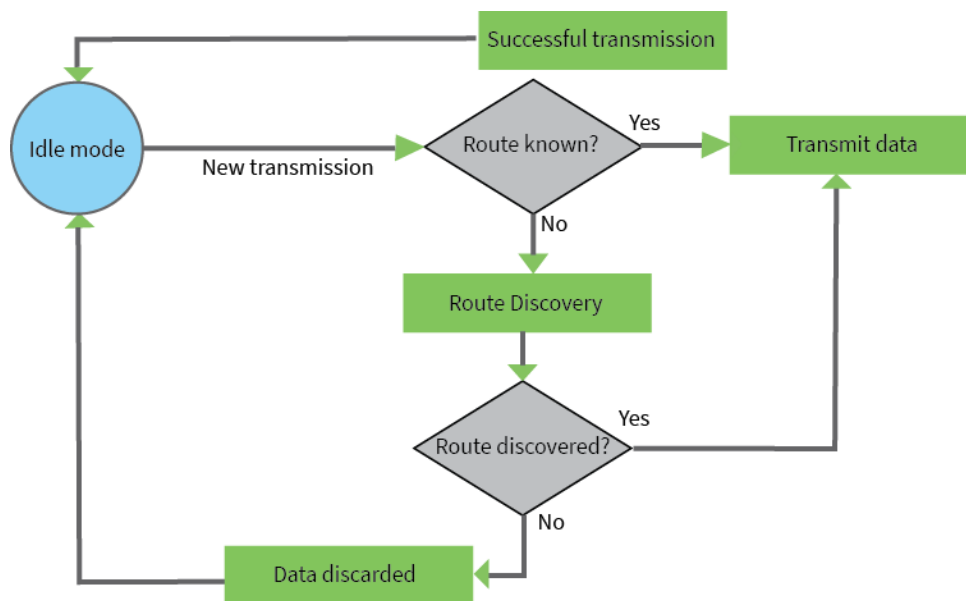 Successful transmission
Idle mode
New transmission
Route known?
Yes
Transmit data
No
Route Discovery
Route discovered?
Yes
No
Data discarded